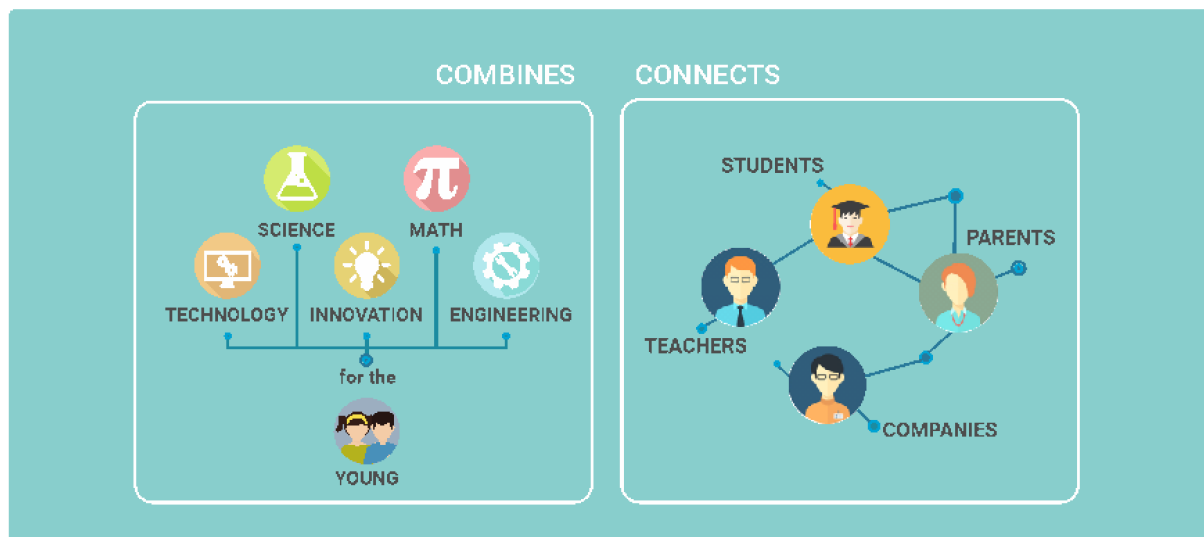 COMBINES
SCIENCE
MATH
TECHNOLOGY
INNOVATION
ENGINEERING
for the
YOUNG
CONNECTS
STUDENTS
PARENTS
TEACHERS
COMPANIES